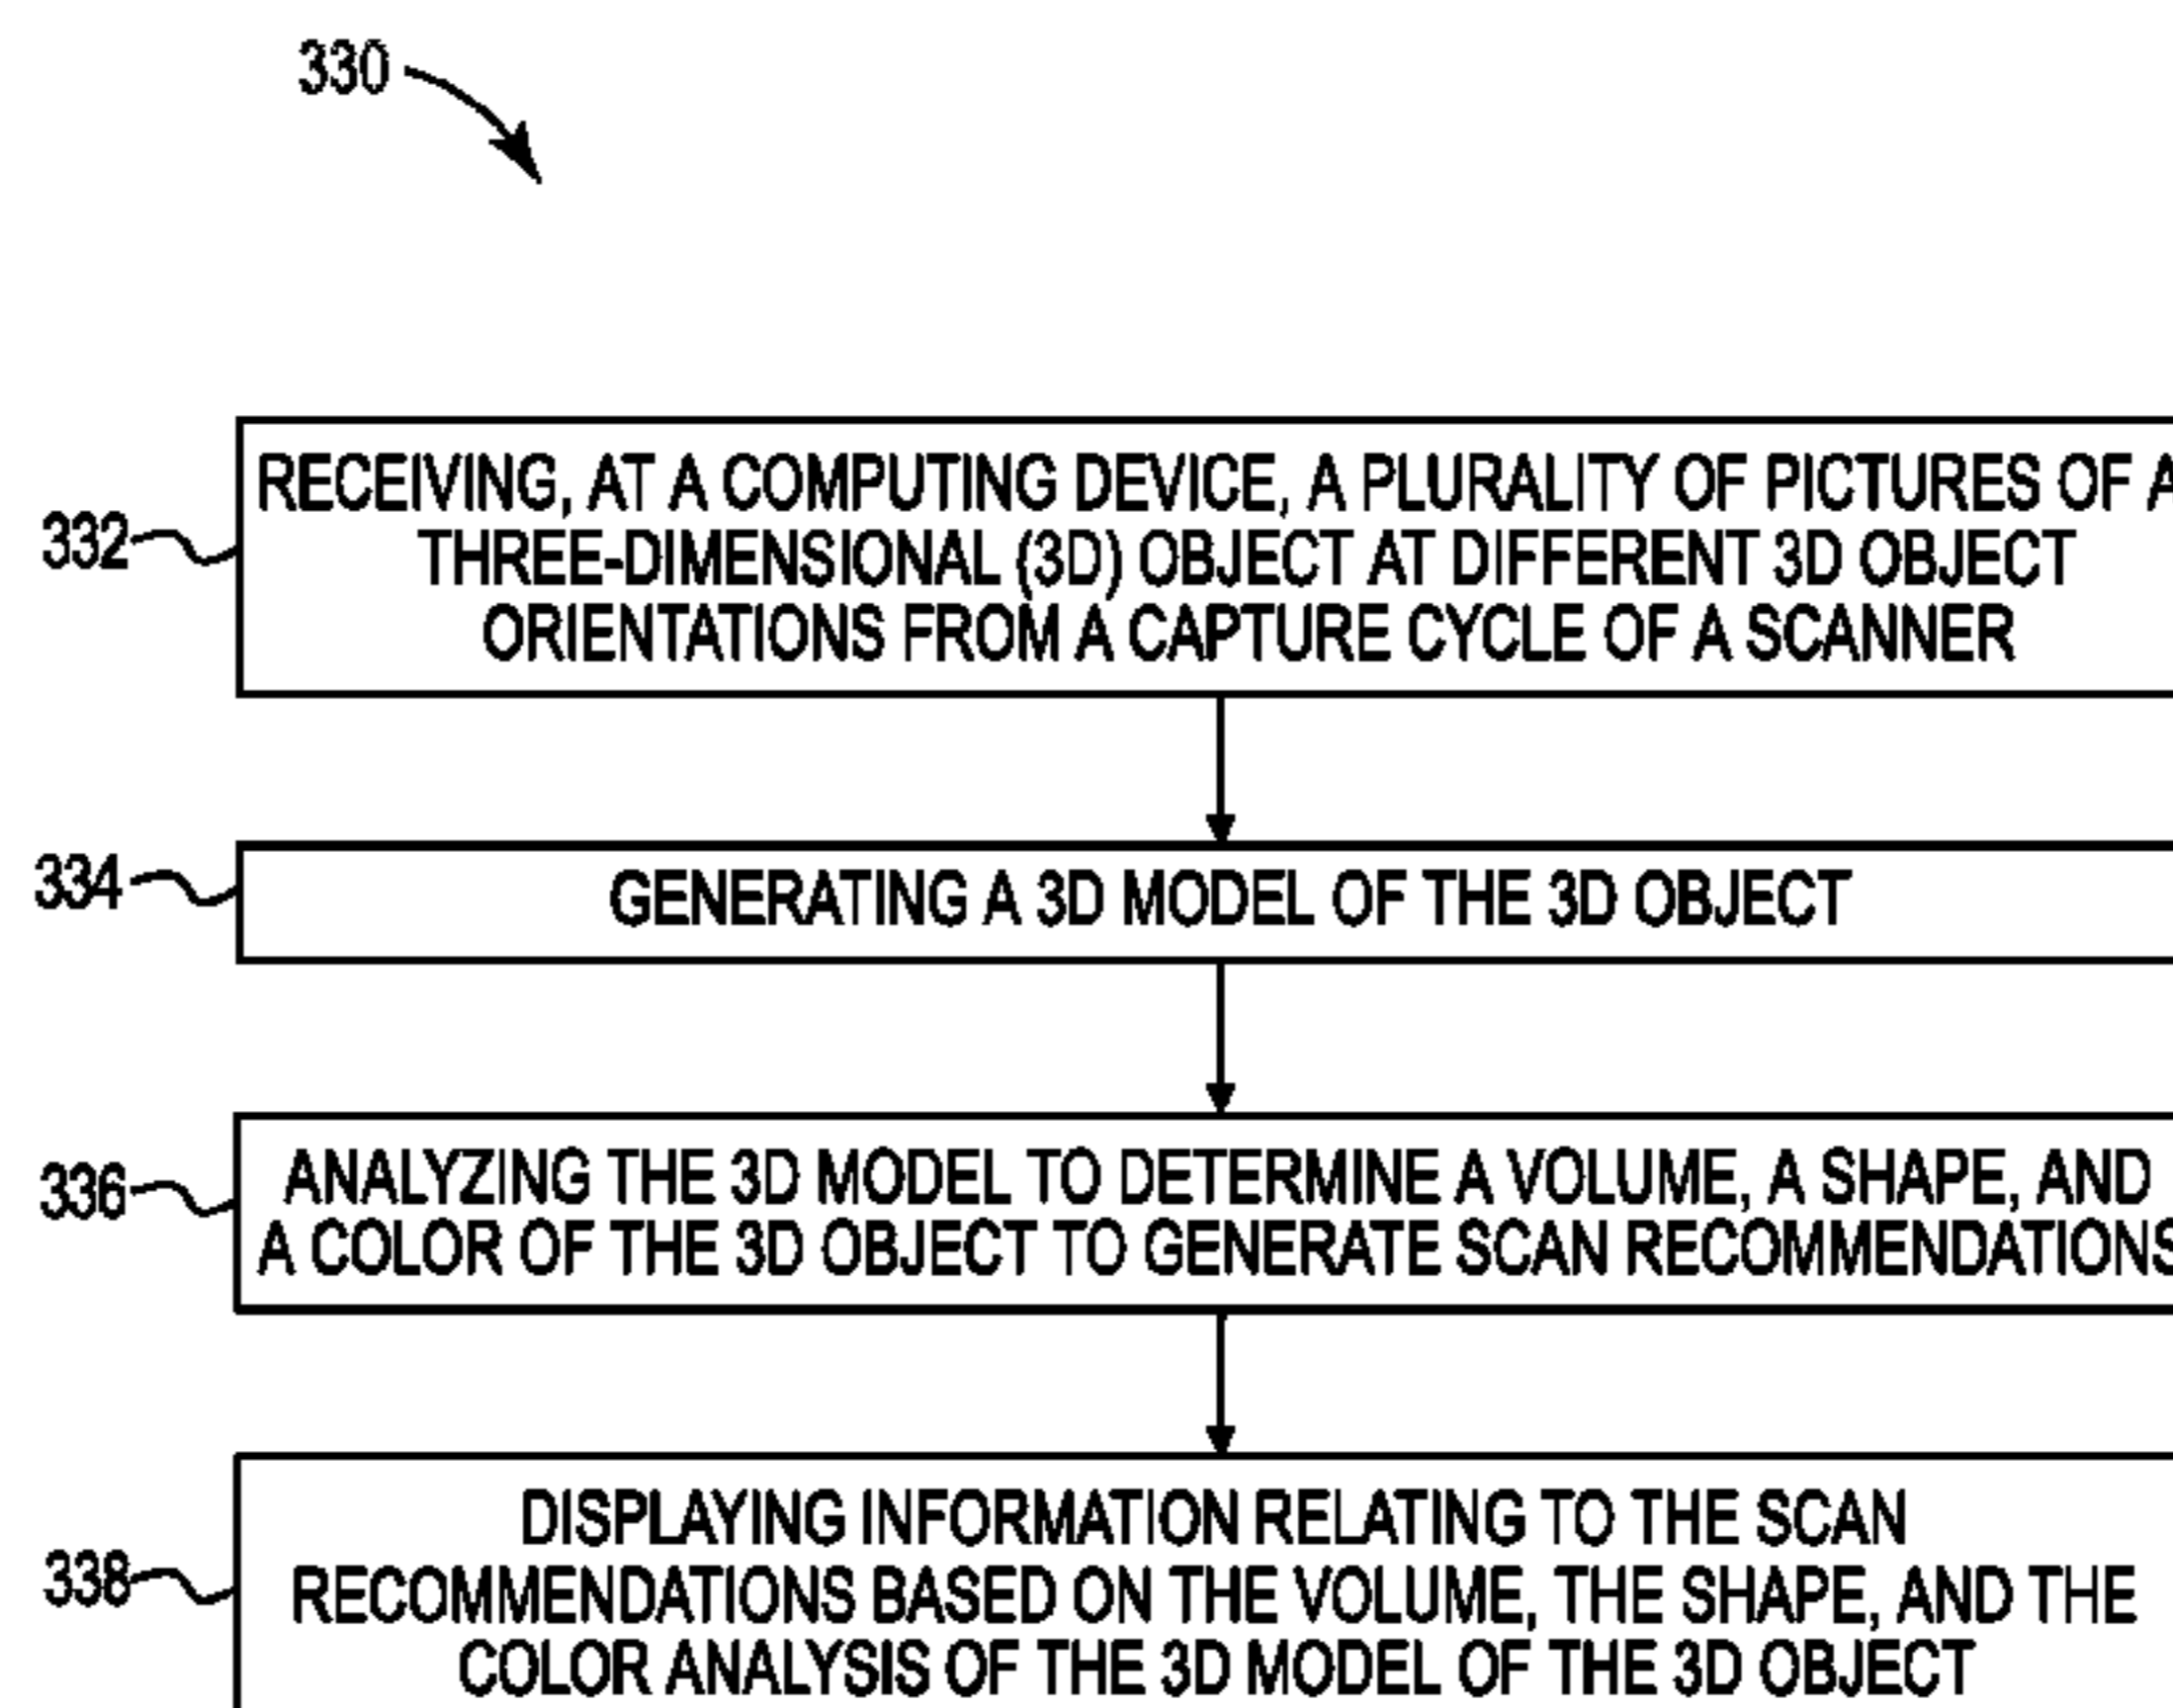 330
332
RECEIVING, AT A COMPUTING DEVICE, A PLURALITY OF PICTURES OF A
THREE-DIMENSIONAL (3D) OBJECT AT DIFFERENT 3D OBJECT
ORIENTATIONS FROM A CAPTURE CYCLE OF A SCANNER
334
GENERATING A 3D MODEL OF THE 3D OBJECT
336
ANALYZING THE 3D MODEL TO DETERMINE A VOLUME, A SHAPE, AND
A COLOR OF THE 3D OBJECT TO GENERATE SCAN RECOMMENDATIONS
338
DISPLAYING INFORMATION RELATING TO THE SCAN
RECOMMENDATIONS BASED ON THE VOLUME, THE SHAPE, AND THE
COLOR ANALYSIS OF THE 3D MODEL OF THE 3D OBJECT